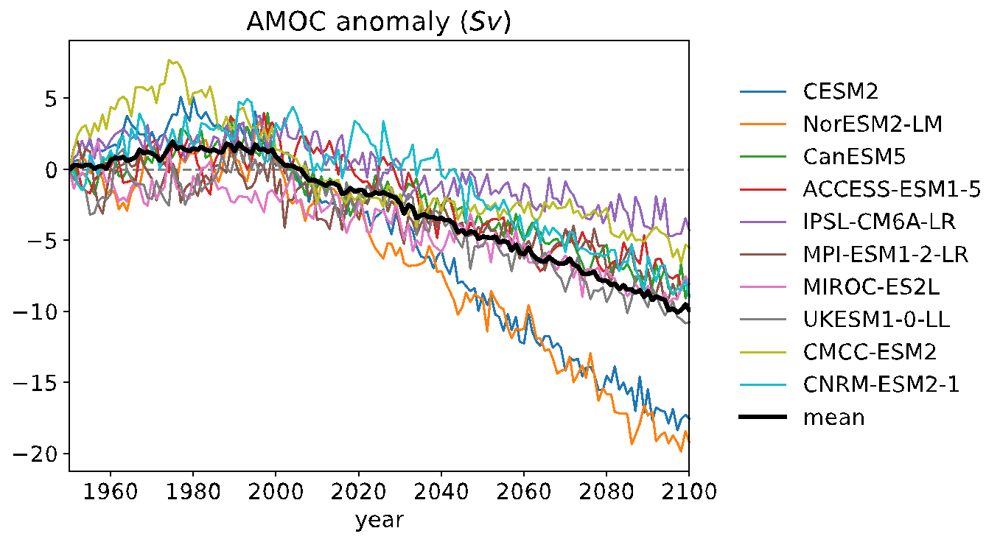 AMOC anomaly (Sv)
5
0
−5
−10
−15
−20
1960 1980 2000 2020 2040 2060 2080 2100
year
CESM2
NorESM2-LM
CanESM5
ACCESS-ESM1-5
IPSL-CM6A-LR
MPI-ESM1-2-LR
MIROC-ES2L
UKESM1-0-LL
CMCC-ESM2
CNRM-ESM2-1
mean